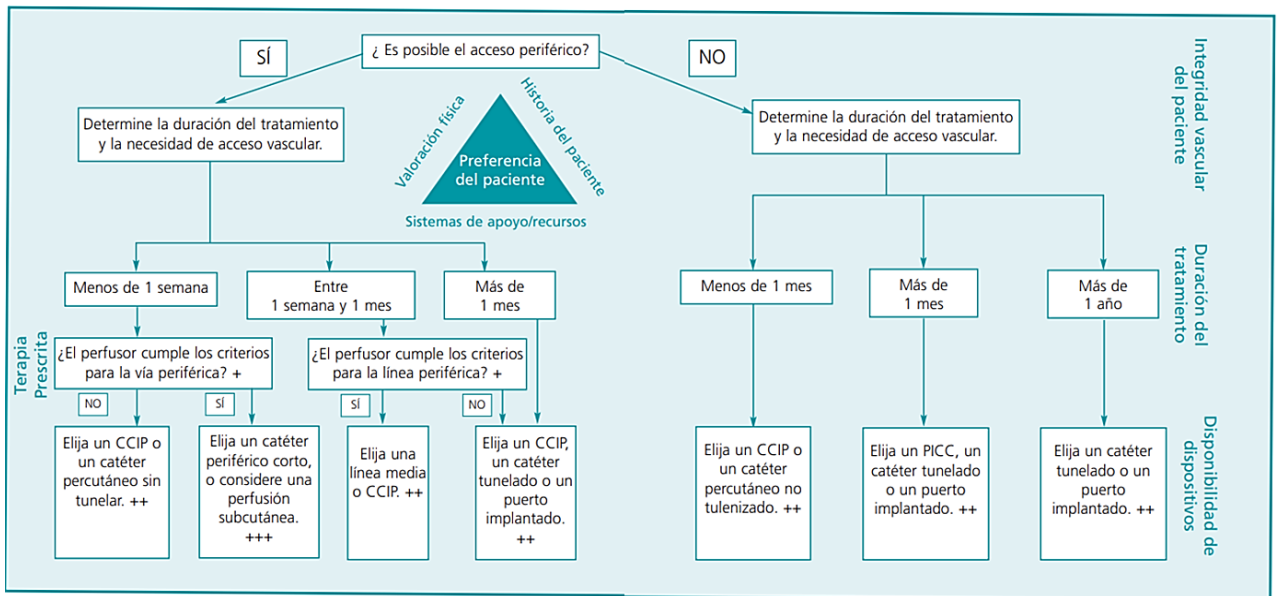 ¿ Es posible el acceso periférico?
SÍ
NO
Determine la duración del tratamiento
y la necesidad de acceso vascular.
Valoración física
Historia del paciente
Preferencia
del paciente
Sistemas de apoyo/recursos
Determine la duración del tratamiento
y la necesidad de acceso vascular.
Integridad vascular
del paciente
Menos de 1 semana
Entre
1 semana y 1 mes
Más de
1 mes
Menos de 1 mes
Más de
1 mes
Más de
1 año
Duración del
tratamiento
Terapia
Prescrita
¿El perfusor cumple los criterios
para la vía periférica? +
¿El perfusor cumple los criterios
para la línea periférica? +
NO
SÍ
SÍ
NO
Elija un CCIP o
un catéter
percutáneo sin
tunelar. ++
Elija un catéter
periférico corto,
o considere una
perfusión
subcutánea.
+++
Elija una
línea media
o CCIP. ++
Elija un CCIP,
un catéter
tunelado o un
puerto
implantado.
++
Elija un CCIP o
un catéter
percutáneo no
tulenizado. ++
Elija un PICC, un
catéter tunelado
o un puerto
implantado. ++
Elija un catéter
tunelado o un
puerto
implantado. ++
Disponibilidad de
dispositivos